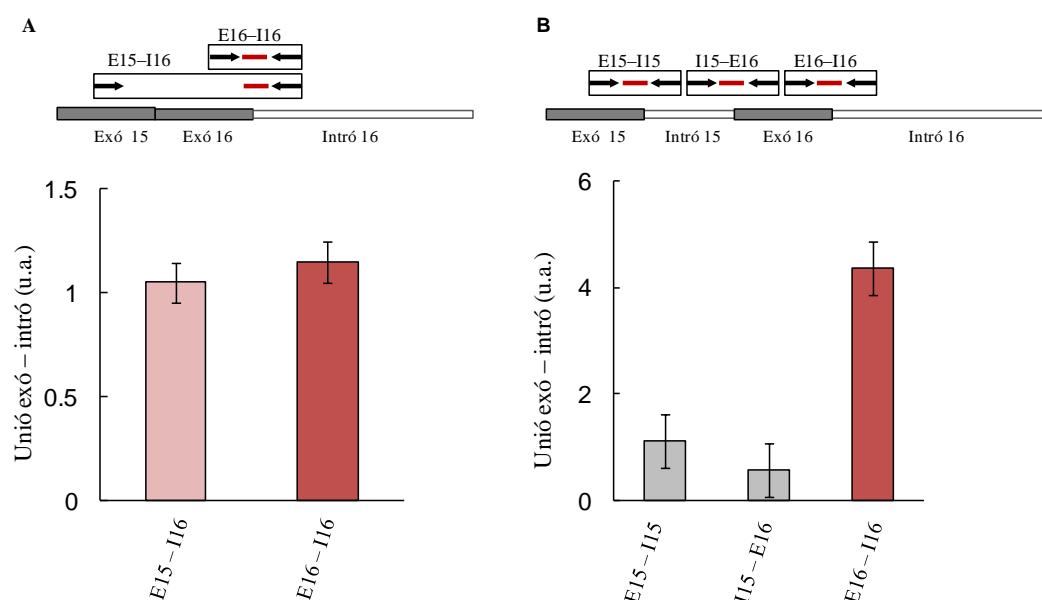 A
E16–I16
E15–I16
Exó 15
Exó 16
Intró 16
Unió exó – intró (u.a.)
1.5
1
0.5
0
E15 – I16
E16 – I16
B
E15–I15
I15–E16
E16–I16
Exó 15
Intró 15
Exó 16
Intró 16
Unió exó – intró (u.a.)
6
4
2
0
E15 – I15
I15 – E16
E16 – I16